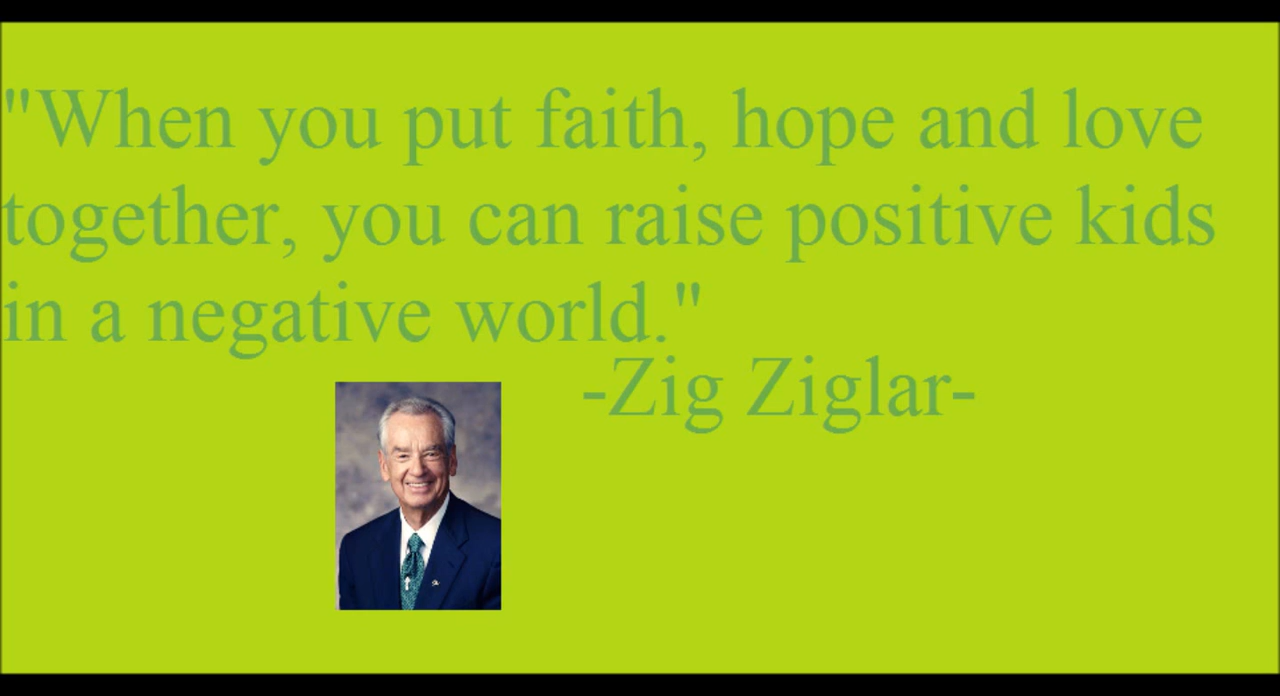 "When you put faith, hope and love
together, you can raise positive kids
in a negative world."
-Zig Ziglar-